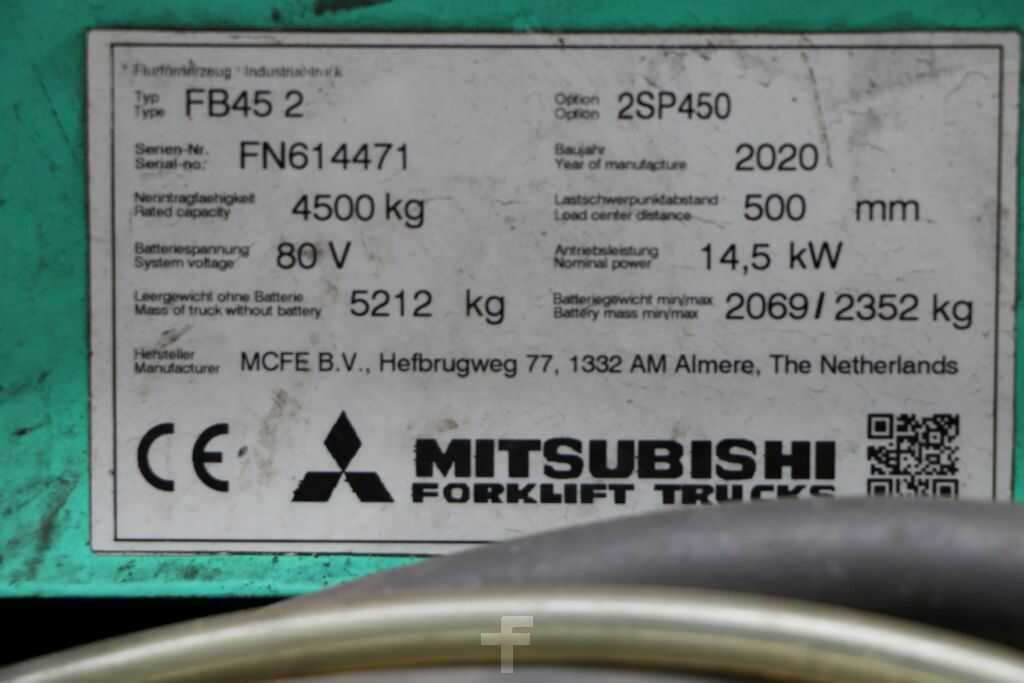 Flurförderzeug · Industrial truck
Typ FB45 2 Option 2SP450
Type Option
Serien-Nr. FN614471 Baujahr 2020
Serial-no: Year of manufacture
Nenntragfaehigkeit 4500 kg Lastschwerpunktabstand 500 mm
Rated capacity Load center distance
Batteriespannung 80 V Antriebsleistung 14,5 kW
System voltage Nominal power
Leergewicht ohne Batterie 5212 kg Batteriegewicht min/max 2069 / 2352 kg
Mass of truck without battery Battery mass min/max
Hersteller MCFE B.V., Hefbrugweg 77, 1332 AM Almere, The Netherlands
Manufacturer
CE MITSUBISHI
FORKLIFT TRUCKS